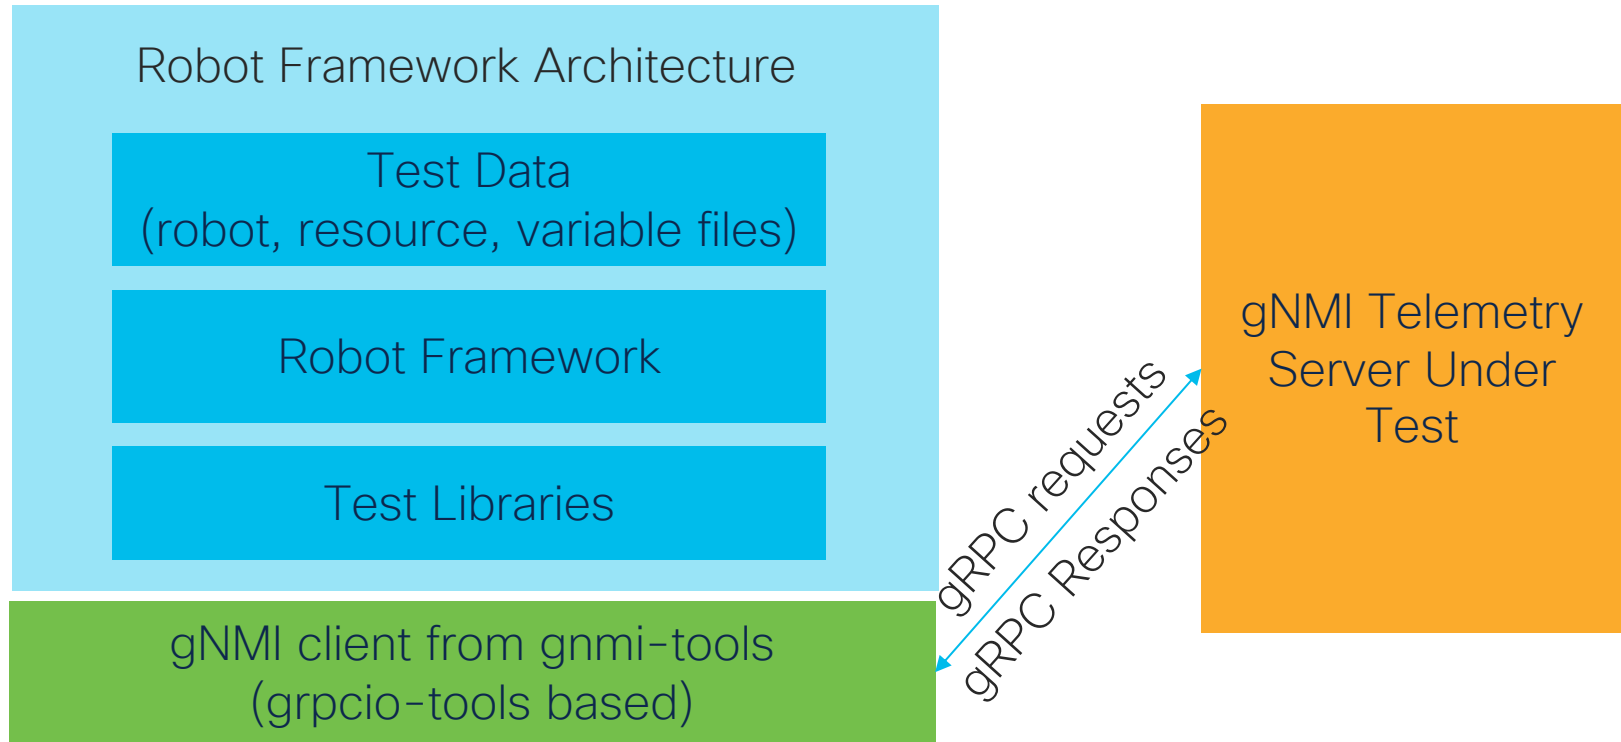 Robot Framework Architecture
Test Data
(robot, resource, variable files)
Robot Framework
Test Libraries
gNMI client from gnmi-tools
(grpcio-tools based)
gRPC requests
gRPC Responses
gNMI Telemetry
Server Under
Test